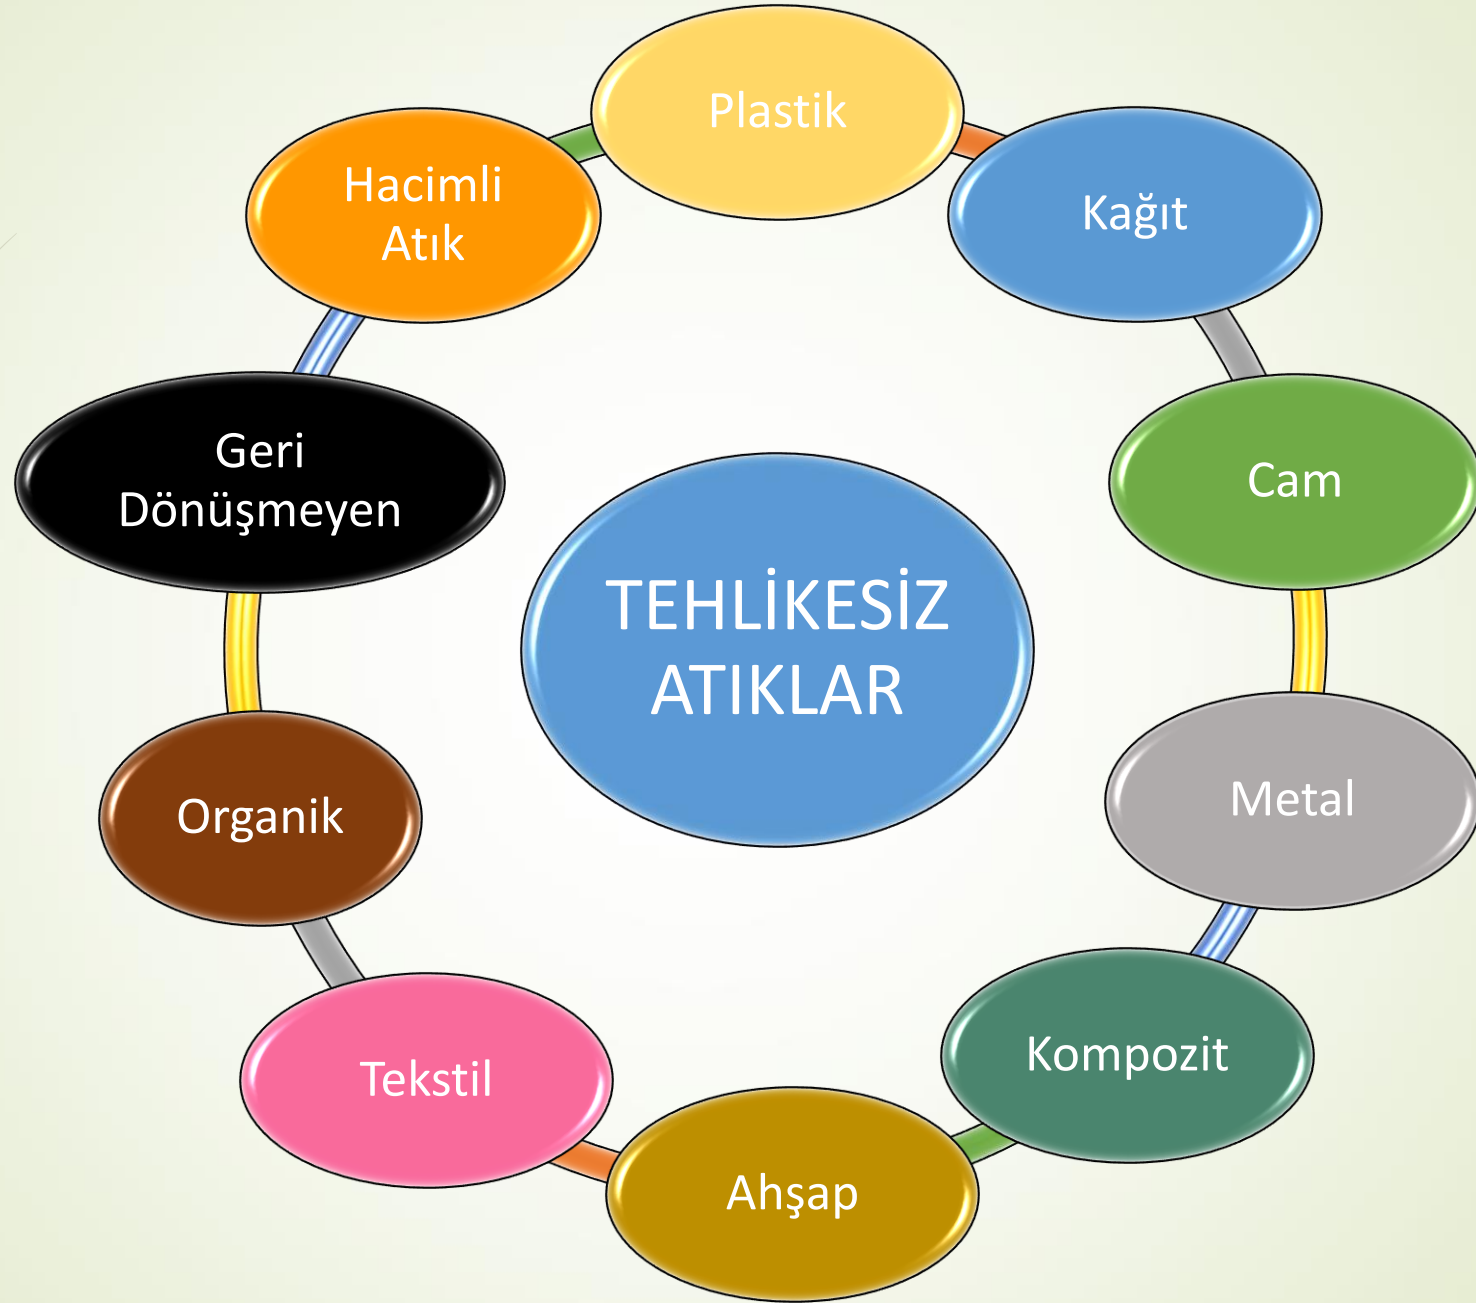 Plastik
Kağıt
Cam
Metal
Kompozit
Ahşap
Tekstil
Organik
Geri
Dönüşmeyen
Hacimli
Atık
TEHLİKESİZ
ATIKLAR